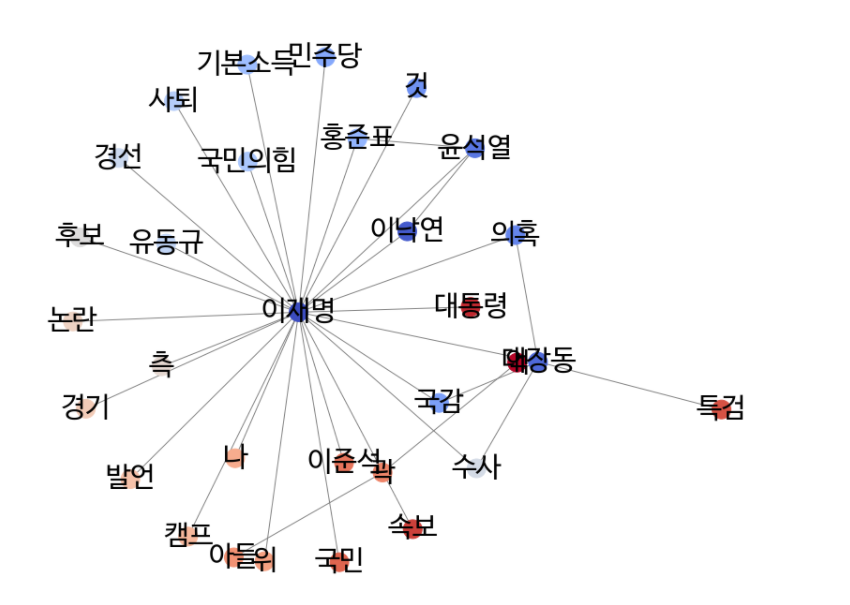 기본소득
민주당
것
사퇴
홍준표
윤석열
경선
국민의힘
이낙연
의혹
후보
유동규
대통령
이재명
논란
대장동
측
국감
특검
경기
나
이준석
곽
수사
발언
속보
캠프
아들
위
국민